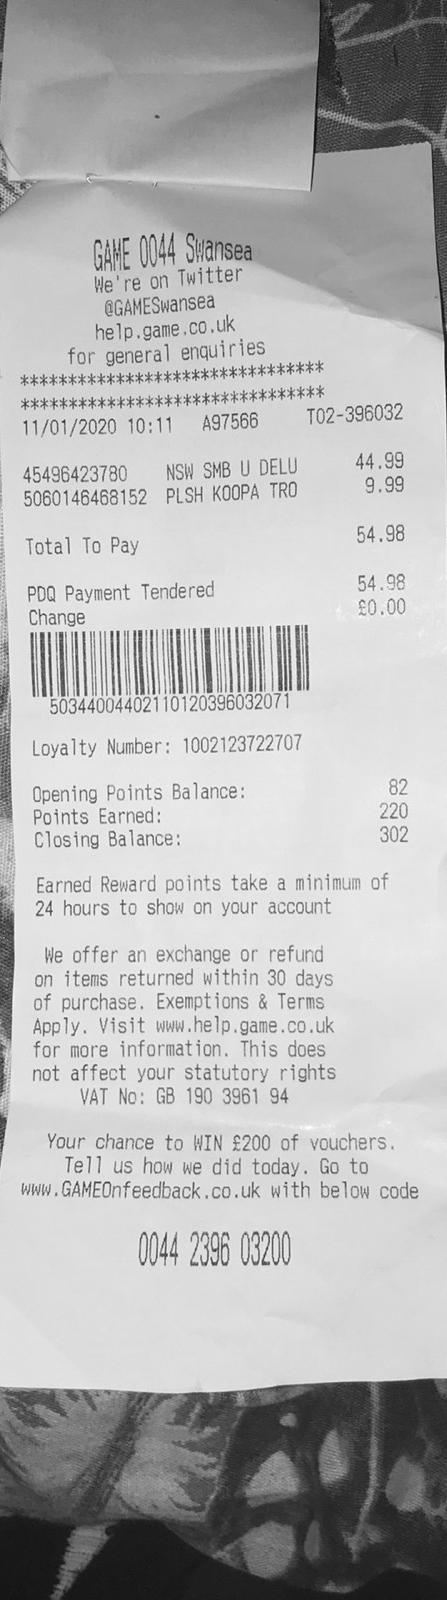 GAME 0044 Swansea
We're on Twitter
@GAMESwansea
help.game.co.uk
for general enquiries
********************************
********************************
11/01/2020 10:11 A97566 T02-396032
45496423780 NSW SMB U DELU 44.99
5060146468152 PLSH KOOPA TRO 9.99
Total To Pay 54.98
PDQ Payment Tendered 54.98
Change £0.00
5034400440211012039603​2071
Loyalty Number: 1002123722707
Opening Points Balance: 82
Points Earned: 220
Closing Balance: 302
Earned Reward points take a minimum of
24 hours to show on your account
We offer an exchange or refund
on items returned within 30 days
of purchase. Exemptions & Terms
Apply. Visit www.help.game.co.uk
for more information. This does
not affect your statutory rights
VAT No: GB 190 3961 94
Your chance to WIN £200 of vouchers.
Tell us how we did today. Go to
www.GAMEOnfeedback.co.uk with below code
0044 2396 03200